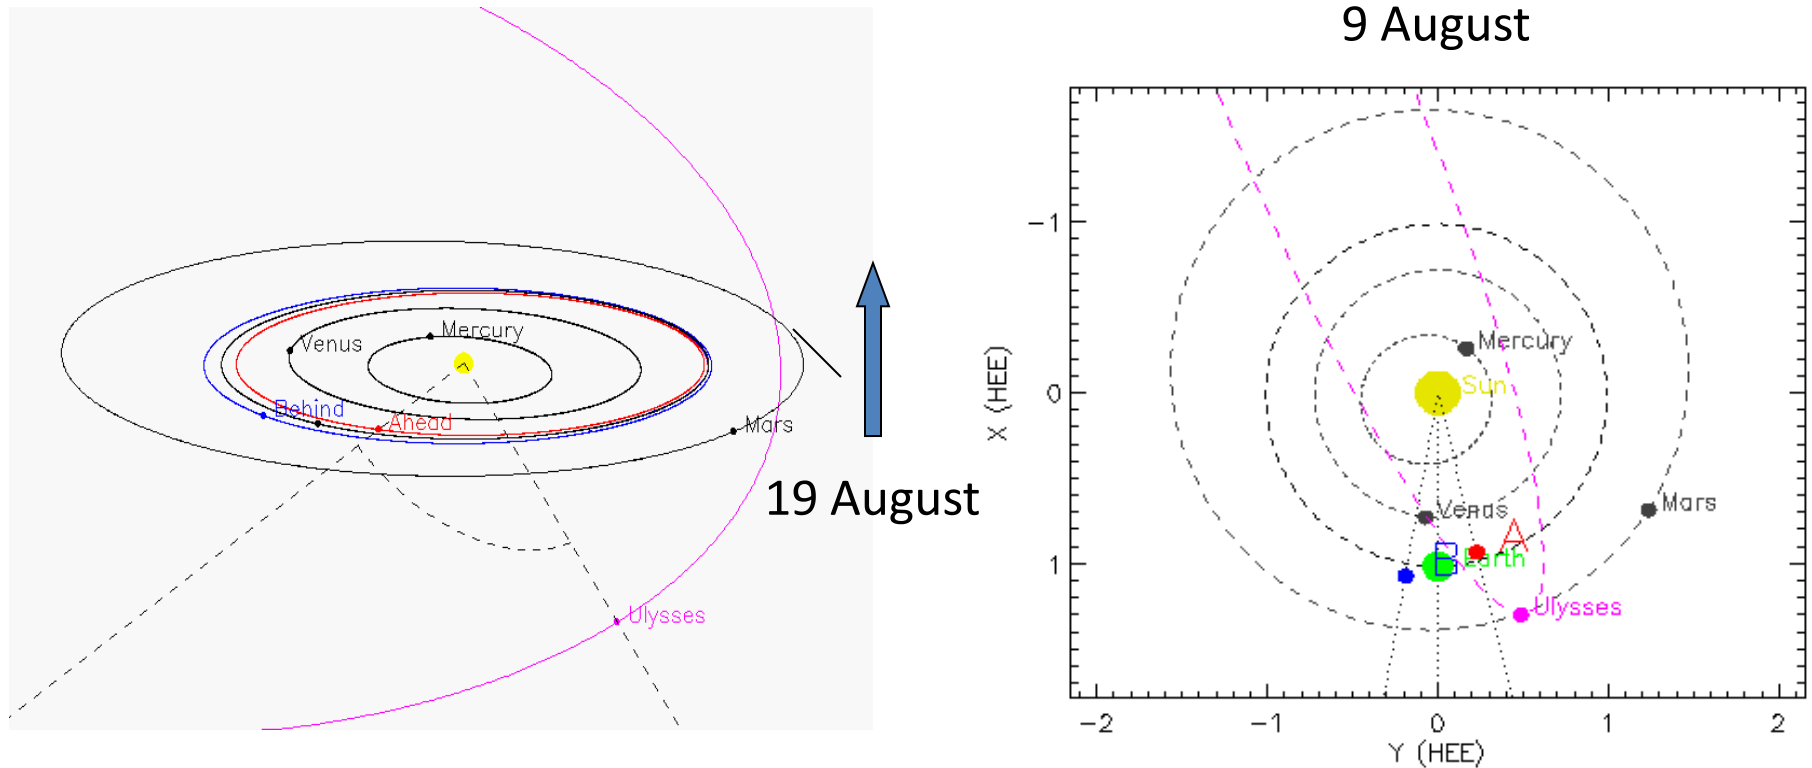 9 August
Mercury
Venus
Behind
Ahead
Mars
19 August
Ulysses
-1
0
1
X (HEE)
Mercury
Sun
Venus
Mars
A
B
Earth
Ulysses
-2
-1
0
1
2
Y (HEE)